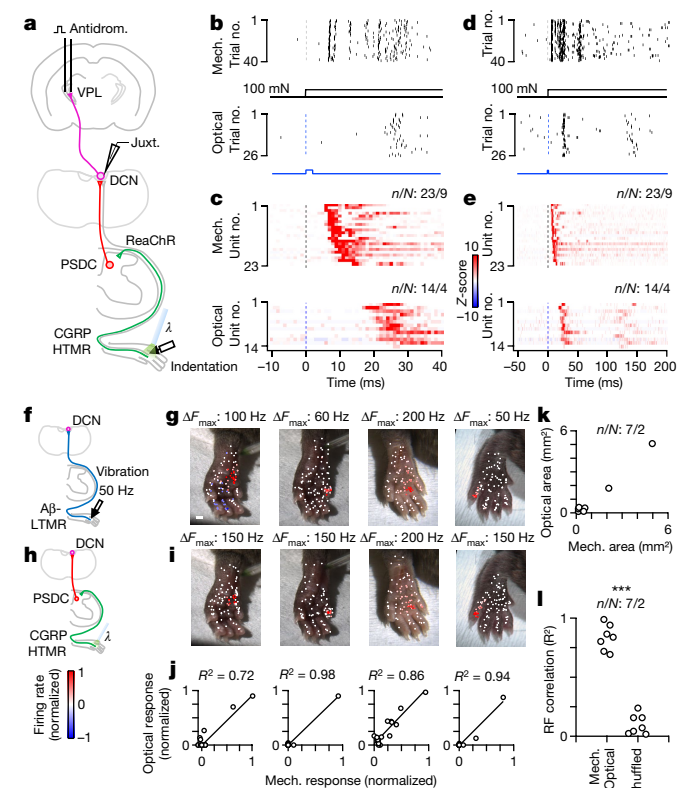 a
Antidrom.
VPL
Juxt.
DCN
ReaChR
PSDC
CGRP
HTMR
λ
Indentation
b
Mech.
Trial no.
1
40
100 mN
Optical
Trial no.
1
26
c
n/N: 23/9
Mech.
Unit no.
1
23
n/N: 14/4
Optical
Unit no.
1
14
−10 0 10 20 30 40
Time (ms)
d
Trial no.
1
40
100 mN
Trial no.
1
26
e
n/N: 23/9
Unit no.
1
23
10
Z-score
−10
n/N: 14/4
Unit no.
1
14
−50 0 50 100 150 200
Time (ms)
f
DCN
Vibration
50 Hz
Aβ-
LTMR
g
ΔFmax: 100 Hz ΔFmax: 60 Hz ΔFmax: 200 Hz ΔFmax: 50 Hz
h
DCN
PSDC
CGRP
HTMR
λ
Firing rate
(normalized)
1
0
−1
i
ΔFmax: 150 Hz ΔFmax: 150 Hz ΔFmax: 200 Hz ΔFmax: 150 Hz
j
R² = 0.72 R² = 0.98 R² = 0.86 R² = 0.94
Optical response
(normalized)
1
0
0 1 0 1 0 1 0 1
Mech. response (normalized)
k
n/N: 7/2
Optical area (mm²)
6
0
0 6
Mech. area (mm²)
l
***
n/N: 7/2
RF correlation (R²)
1
0
Mech.
Optical
huffled